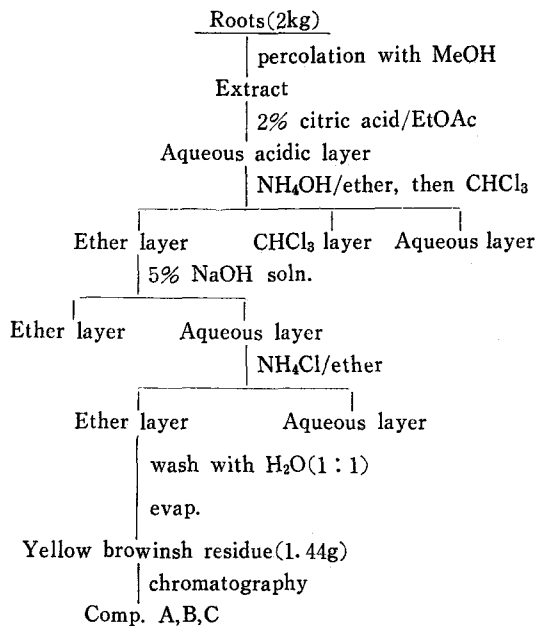 Roots(2kg)
percolation with MeOH
Extract
2% citric acid/EtOAc
Aqueous acidic layer
NH₄OH/ether, then CHCl₃
Ether layer CHCl₃ layer Aqueous layer
5% NaOH soln.
Ether layer Aqueous layer
NH₄Cl/ether
Ether layer Aqueous layer
wash with H₂O(1 : 1)
evap.
Yellow browinsh residue(1.44g)
chromatography
Comp. A,B,C